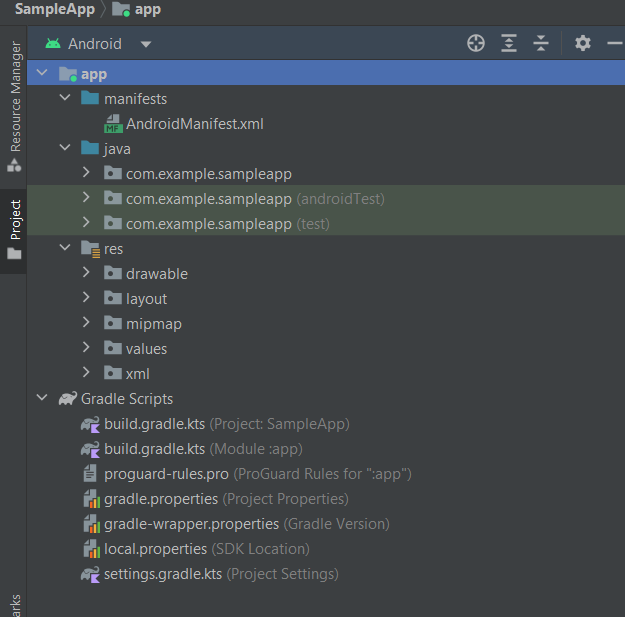 SampleApp app
Android
Resource Manager
Project
app
manifests
MF AndroidManifest.xml
java
com.example.sampleapp
com.example.sampleapp (androidTest)
com.example.sampleapp (test)
res
drawable
layout
mipmap
values
xml
Gradle Scripts
build.gradle.kts (Project: SampleApp)
build.gradle.kts (Module :app)
proguard-rules.pro (ProGuard Rules for ":app")
gradle.properties (Project Properties)
gradle-wrapper.properties (Gradle Version)
local.properties (SDK Location)
settings.gradle.kts (Project Settings)
arks